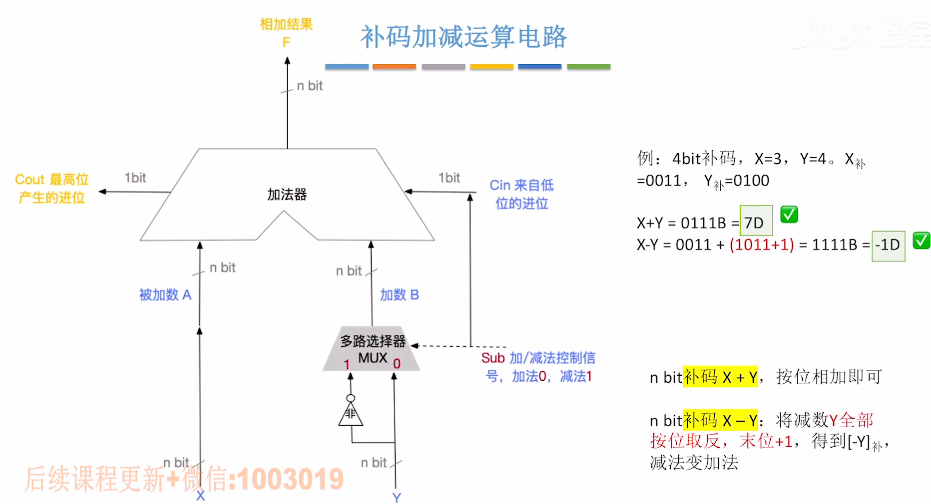 补码加减运算电路
相加结果
F
n bit
Cout 最高位
产生的进位
1bit
加法器
1bit
Cin 来自低
位的进位
n bit
n bit
被加数 A
加数 B
多路选择器
MUX
1 0
Sub 加/减法控制信
号，加法0，减法1
非
n bit
n bit
X
Y
例：4bit补码，X=3，Y=4。X补
=0011， Y补=0100
X+Y = 0111B = 7D
X-Y = 0011 + (1011+1) = 1111B = -1D
n bit补码 X + Y，按位相加即可
n bit补码 X – Y：将减数Y全部
按位取反，末位+1，得到[-Y]补，
减法变加法
后续课程更新+微信:1003019